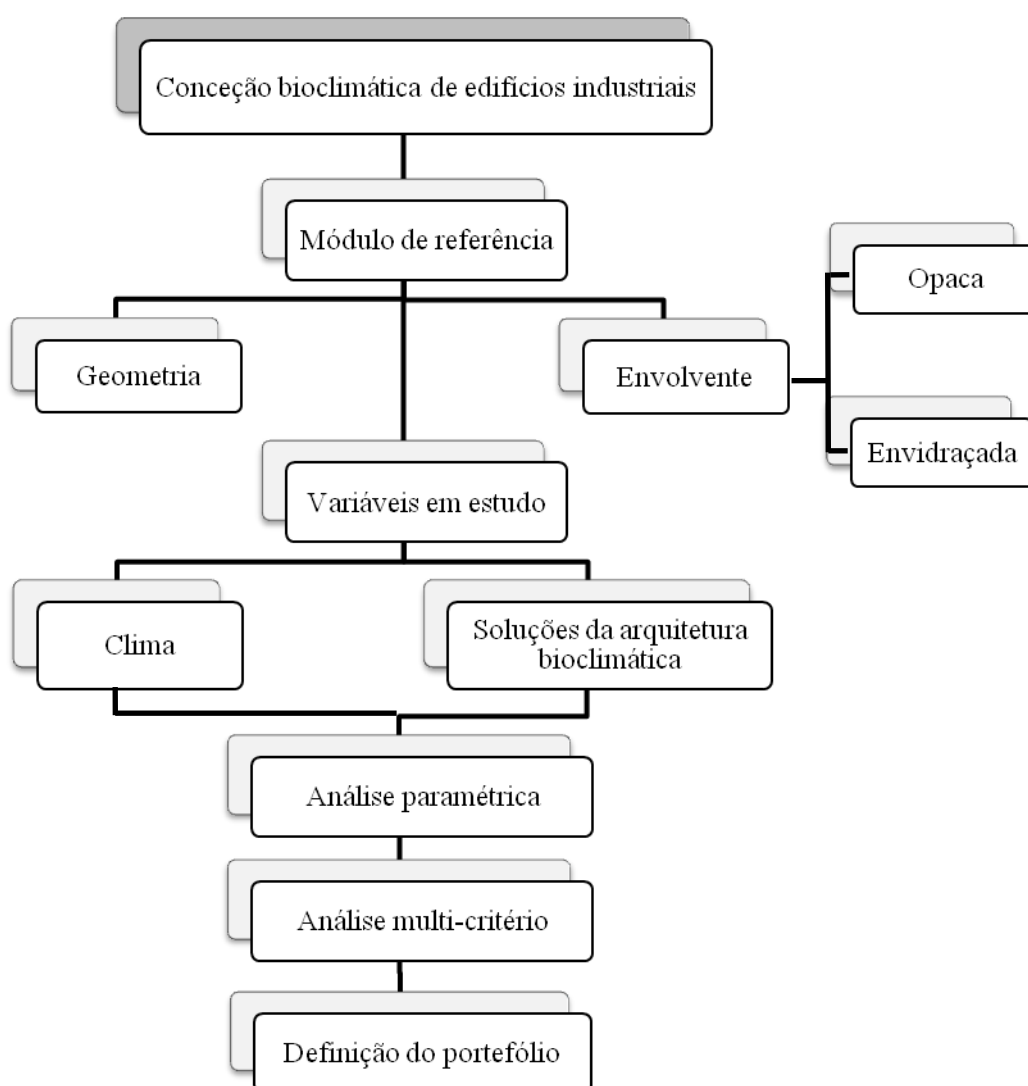 Conceção bioclimática de edifícios industriais
Módulo de referência
Opaca
Geometria
Envolvente
Envidraçada
Variáveis em estudo
Clima
Soluções da arquitetura
bioclimática
Análise paramétrica
Análise multi-critério
Definição do portefólio